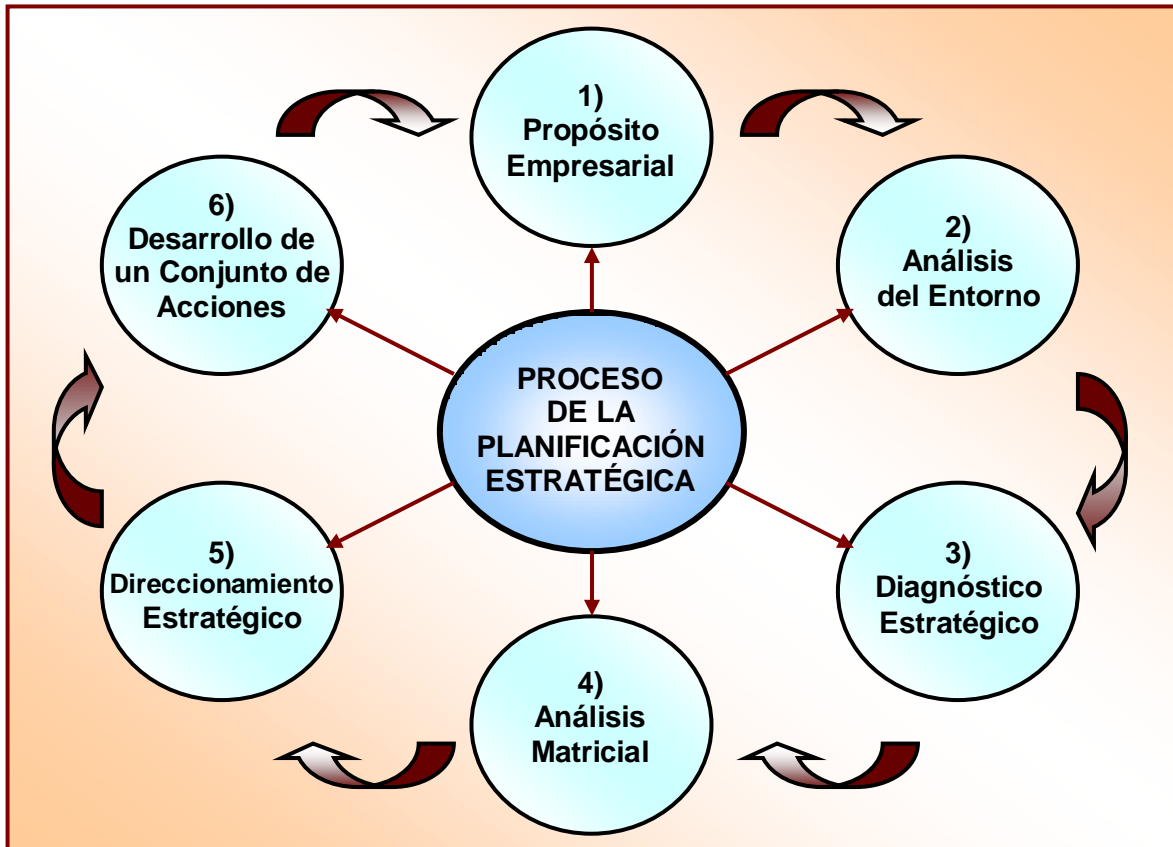 1)
Propósito
Empresarial
2)
Análisis
del Entorno
3)
Diagnóstico
Estratégico
4)
Análisis
Matricial
5)
Direccionamiento
Estratégico
6)
Desarrollo de
un Conjunto de
Acciones
PROCESO
DE LA
PLANIFICACIÓN
ESTRATÉGICA